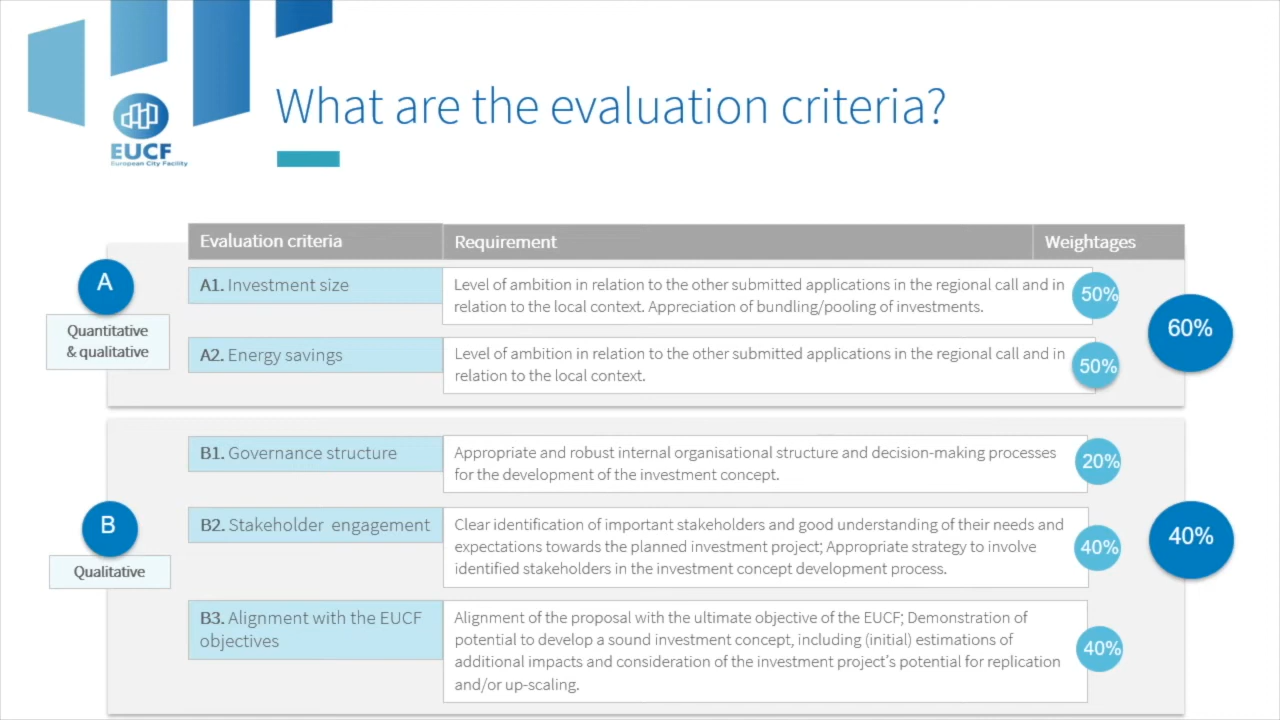 EUCF
European City Facility
What are the evaluation criteria?
Evaluation criteria
Requirement
Weightages
A
Quantitative
& qualitative
A1. Investment size
Level of ambition in relation to the other submitted applications in the regional call and in
relation to the local context. Appreciation of bundling/pooling of investments.
50%
A2. Energy savings
Level of ambition in relation to the other submitted applications in the regional call and in
relation to the local context.
50%
60%
B
Qualitative
B1. Governance structure
Appropriate and robust internal organisational structure and decision-making processes
for the development of the investment concept.
20%
B2. Stakeholder engagement
Clear identification of important stakeholders and good understanding of their needs and
expectations towards the planned investment project; Appropriate strategy to involve
identified stakeholders in the investment concept development process.
40%
B3. Alignment with the EUCF
objectives
Alignment of the proposal with the ultimate objective of the EUCF; Demonstration of
potential to develop a sound investment concept, including (initial) estimations of
additional impacts and consideration of the investment project's potential for replication
and/or up-scaling.
40%
40%